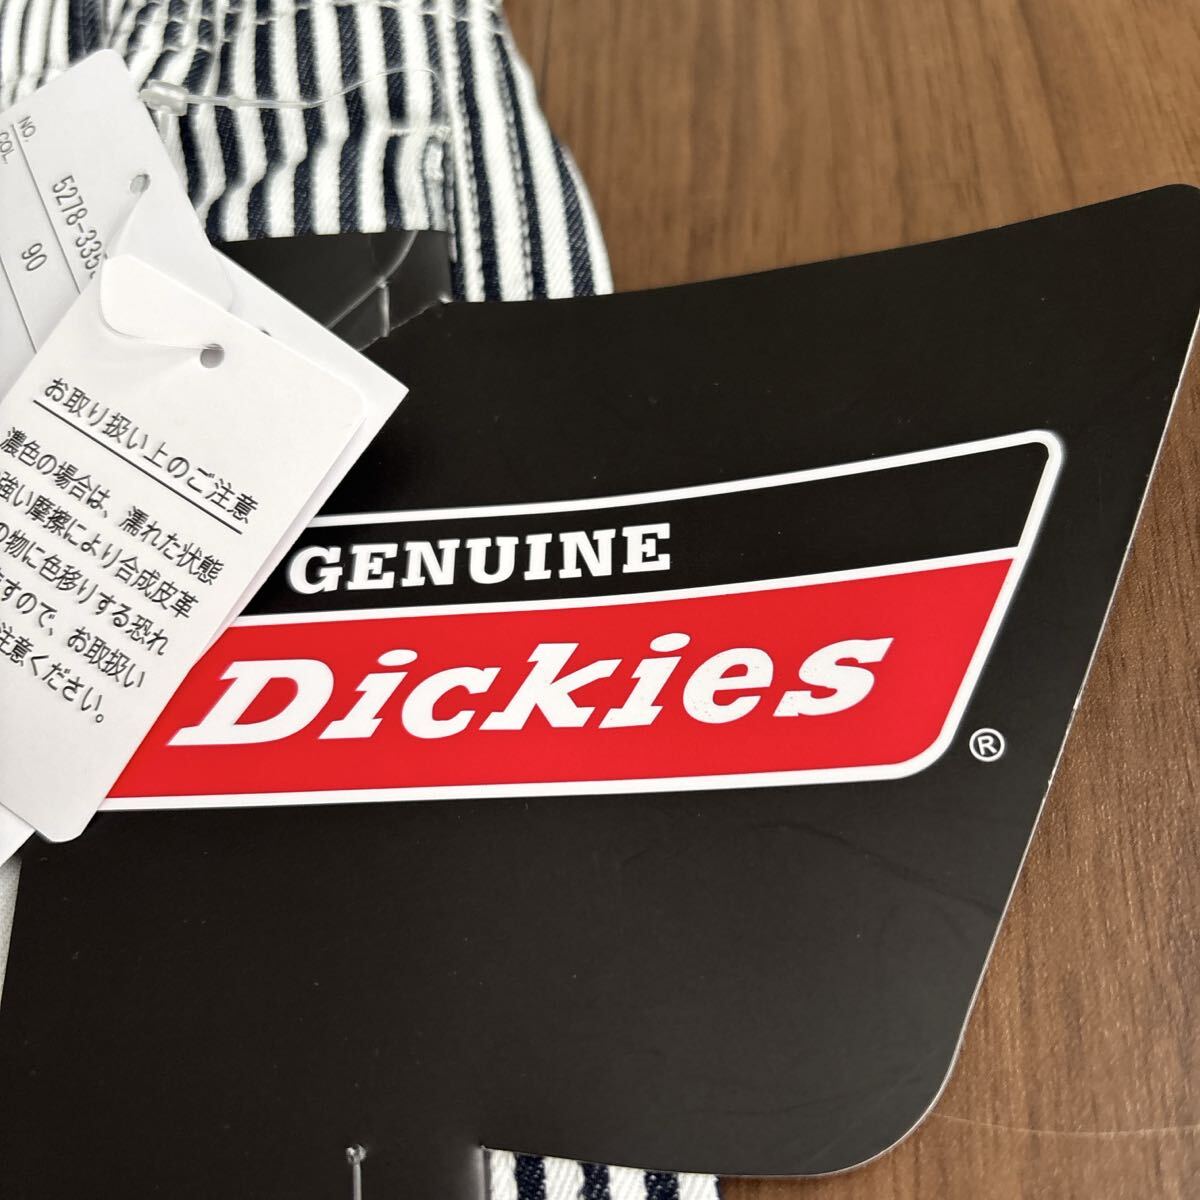 NO.
COL.
90
お取り扱い上のご注意
濃色の場合は、濡れた状態
強い摩擦により合成皮革
の物に色移りする恐れ
ますので、お取扱い
注意ください。
GENUINE
Dickies
®